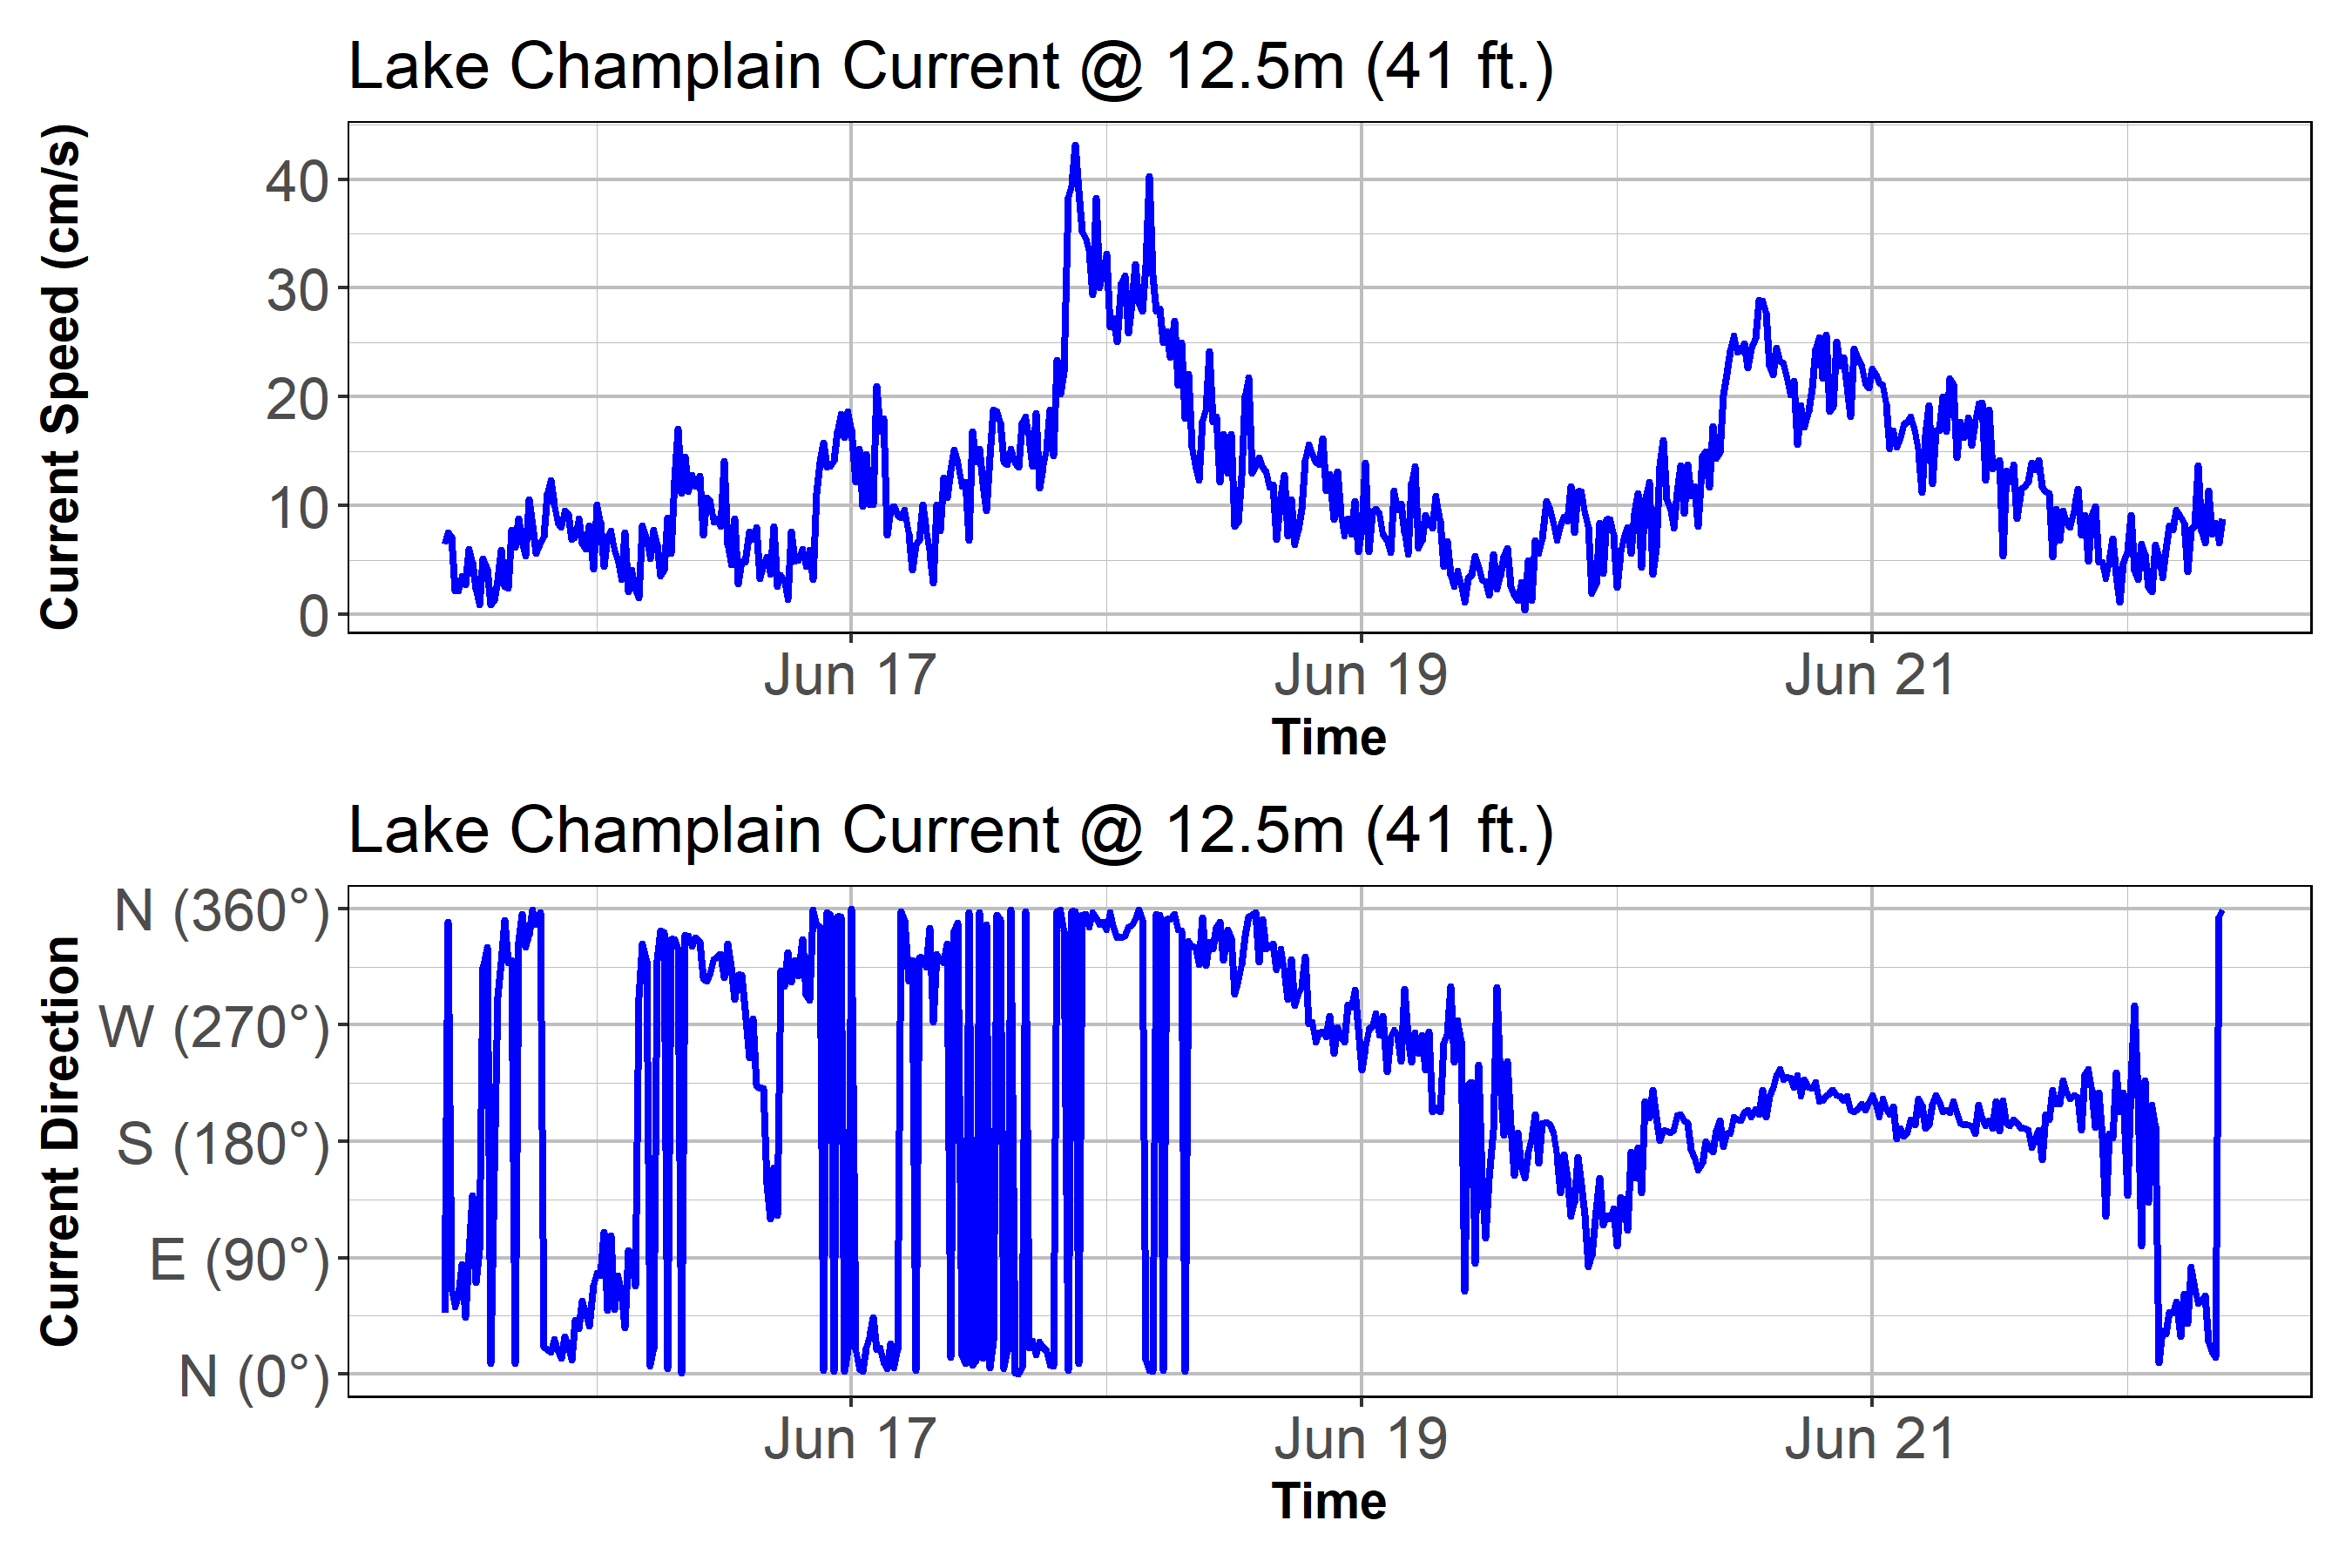 Lake Champlain Current @ 12.5m (41 ft.)
Current Speed (cm/s)
40
30
20
10
0
Jun 17 Jun 19 Jun 21
Time
Lake Champlain Current @ 12.5m (41 ft.)
Current Direction
N (360°)
W (270°)
S (180°)
E (90°)
N (0°)
Jun 17 Jun 19 Jun 21
Time